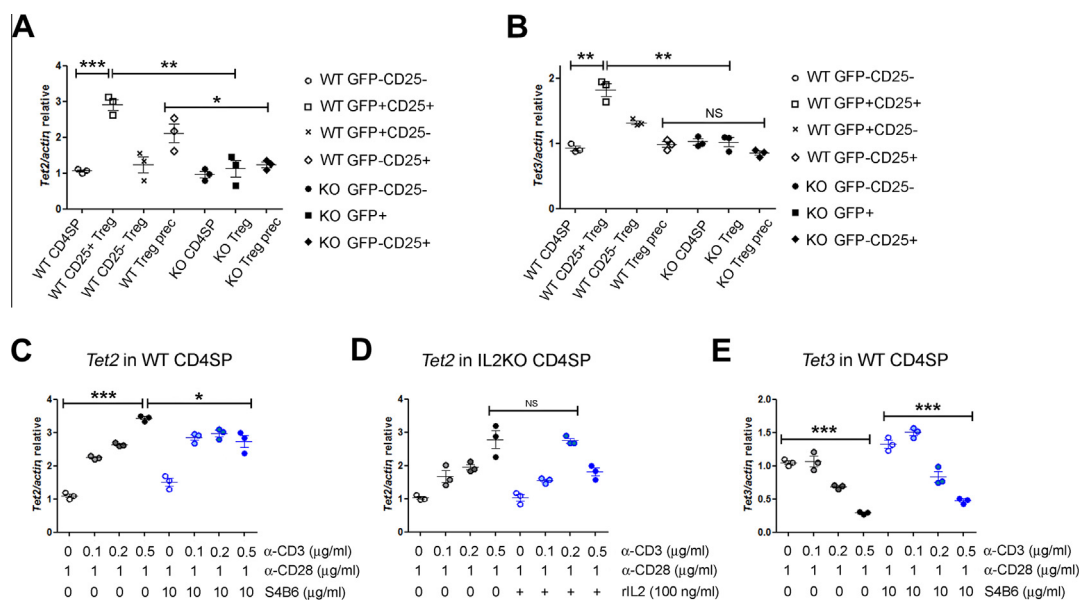 A
B
***
**
*
Tet2/actin relative
4
3
2
1
0
WT CD4SP
WT CD25+ Treg
WT CD25- Treg
WT Treg prec
KO CD4SP
KO Treg
KO Treg prec
WT GFP-CD25-
WT GFP+CD25+
WT GFP+CD25-
WT GFP-CD25+
KO GFP-CD25-
KO GFP+
KO GFP-CD25+
**
**
NS
Tet3/actin relative
2
1
0
WT CD4SP
WT CD25+ Treg
WT CD25- Treg
WT Treg prec
KO CD4SP
KO Treg
KO Treg prec
WT GFP-CD25-
WT GFP+CD25+
WT GFP+CD25-
WT GFP-CD25+
KO GFP-CD25-
KO GFP+
KO GFP-CD25+
C
Tet2 in WT CD4SP
***
*
Tet2/actin relative
4
3
2
1
0
0 0.1 0.2 0.5 0 0.1 0.2 0.5 α-CD3 (μg/ml)
1 1 1 1 1 1 1 1 α-CD28 (μg/ml)
0 0 0 0 10 10 10 10 S4B6 (μg/ml)
D
Tet2 in IL2KO CD4SP
NS
Tet2/actin relative
4
3
2
1
0
0 0.1 0.2 0.5 0 0.1 0.2 0.5 α-CD3 (μg/ml)
1 1 1 1 1 1 1 1 α-CD28 (μg/ml)
0 0 0 0 + + + + rIL2 (100 ng/ml)
E
Tet3 in WT CD4SP
***
***
Tet3/actin relative
2.0
1.5
1.0
0.5
0.0
0 0.1 0.2 0.5 0 0.1 0.2 0.5 α-CD3 (μg/ml)
1 1 1 1 1 1 1 1 α-CD28 (μg/ml)
0 0 0 0 10 10 10 10 S4B6 (μg/ml)